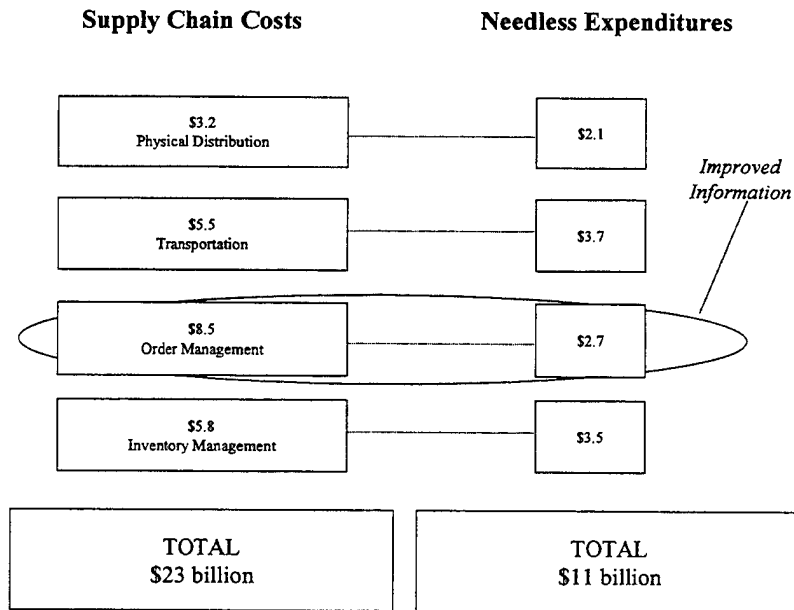 Supply Chain Costs
Needless Expenditures
$3.2
Physical Distribution
$2.1
Improved
Information
$5.5
Transportation
$3.7
$8.5
Order Management
$2.7
$5.8
Inventory Management
$3.5
TOTAL
$23 billion
TOTAL
$11 billion